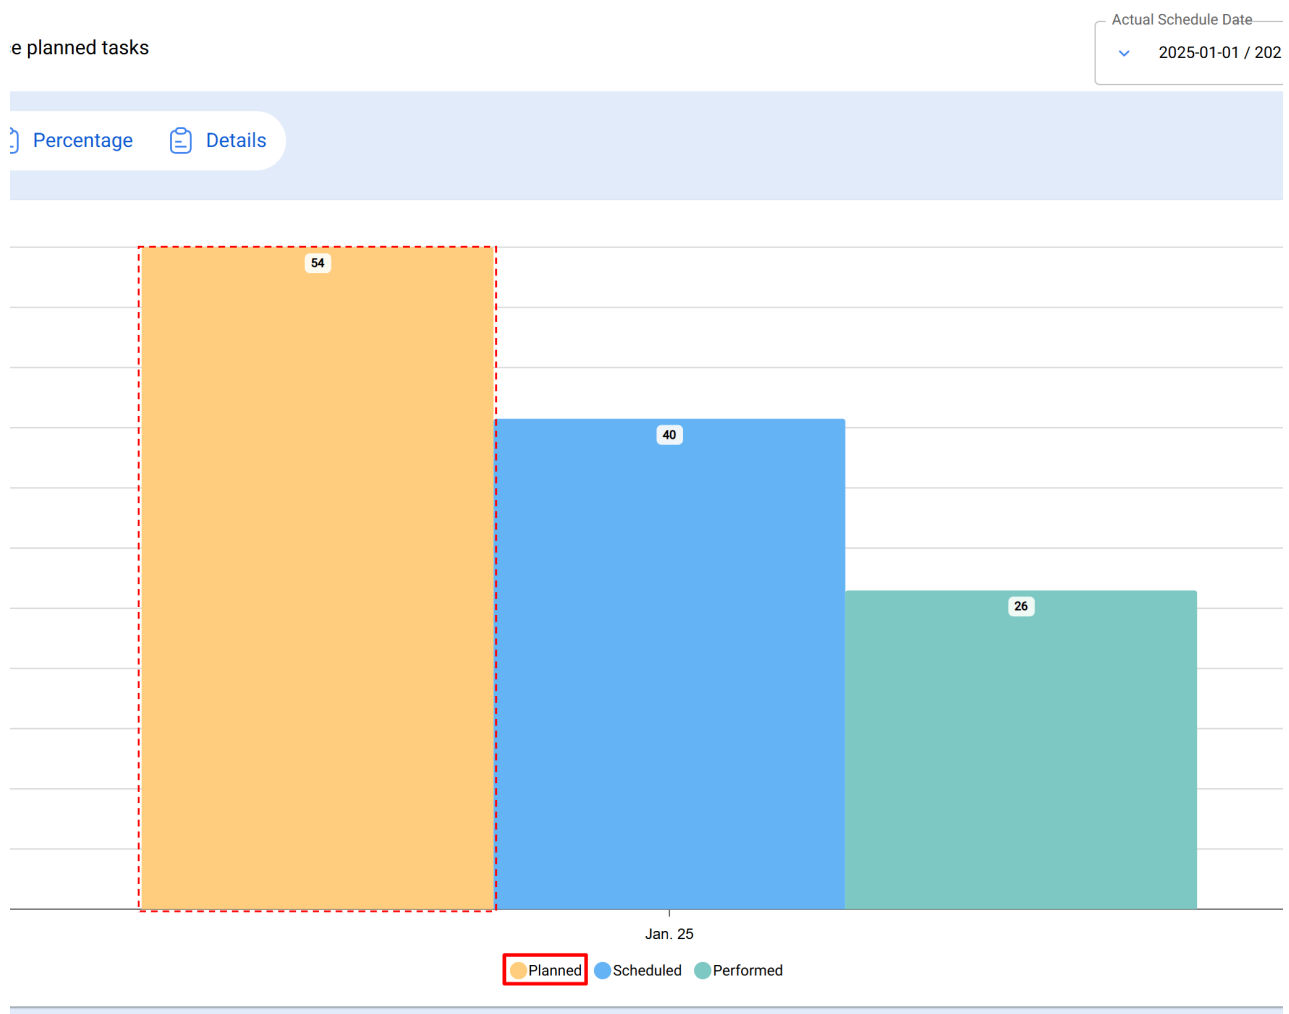 Actual Schedule Date
e planned tasks
2025-01-01 / 202
Percentage
Details
54
40
26
Jan. 25
Planned
Scheduled
Performed